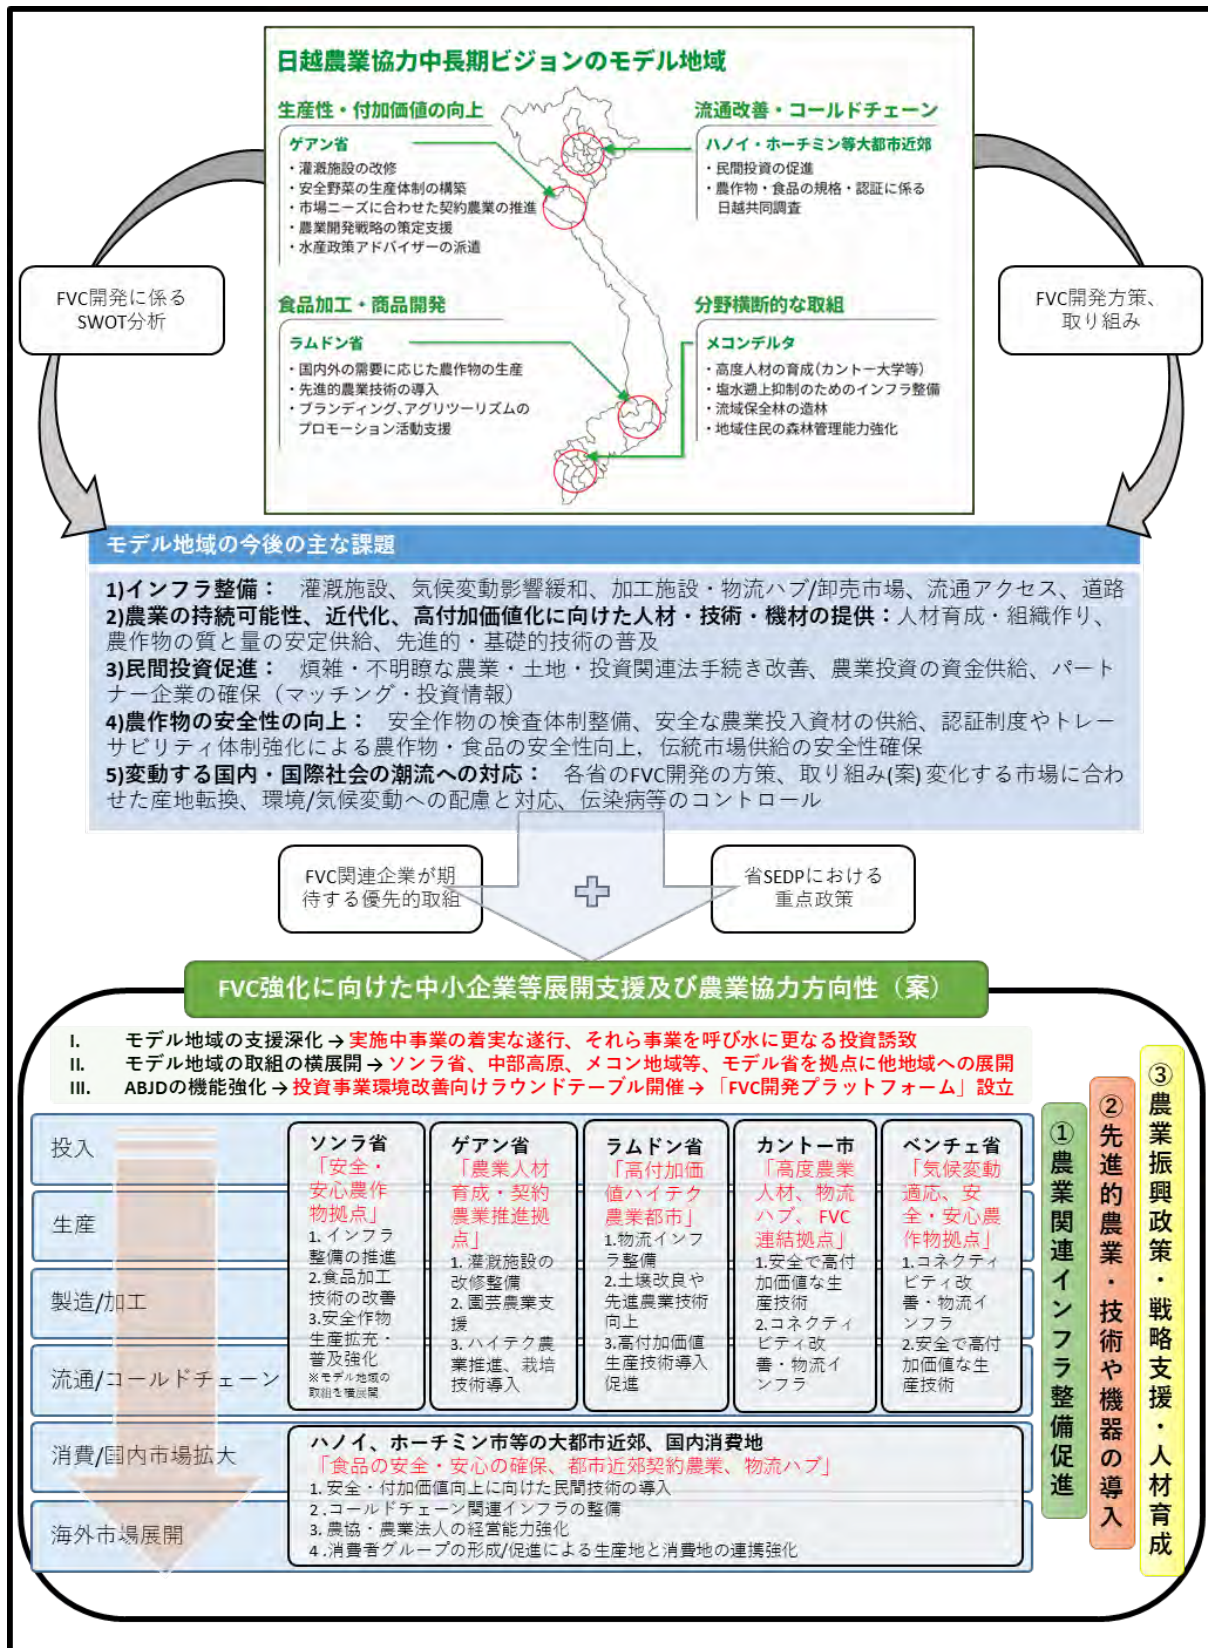 日越農業協力中長期ビジョンのモデル地域
生産性・付加価値の向上
ゲアン省
・灌漑施設の改修
・安全野菜の生産体制の構築
・市場ニーズに合わせた契約農業の推進
・農業開発戦略の策定支援
・水産政策アドバイザーの派遣
流通改善・コールドチェーン
ハノイ・ホーチミン等大都市近郊
・民間投資の促進
・農作物・食品の規格・認証に係る
日越共同調査
食品加工・商品開発
ラムドン省
・国内外の需要に応じた農作物の生産
・先進的農業技術の導入
・ブランディング、アグリツーリズムの
プロモーション活動支援
分野横断的な取組
メコンデルタ
・高度人材の育成(カントー大学等)
・塩水遡上抑制のためのインフラ整備
・流域保全林の造林
・地域住民の森林管理能力強化
FVC開発に係る
SWOT分析
FVC開発方策、
取り組み
モデル地域の今後の主な課題
1)インフラ整備： 灌漑施設、気候変動影響緩和、加工施設・物流ハブ/卸売市場、流通アクセス、道路
2)農業の持続可能性、近代化、高付加価値化に向けた人材・技術・機材の提供：人材育成・組織作り、
農作物の質と量の安定供給、先進的・基礎的技術の普及
3)民間投資促進： 煩雑・不明瞭な農業・土地・投資関連法手続き改善、農業投資の資金供給、パート
ナー企業の確保（マッチング・投資情報）
4)農作物の安全性の向上： 安全作物の検査体制整備、安全な農業投入資材の供給、認証制度やトレー
サビリティ体制強化による農作物・食品の安全性向上，伝統市場供給の安全性確保
5)変動する国内・国際社会の潮流への対応： 各省のFVC開発の方策、取り組み(案) 変化する市場に合わ
せた産地転換、環境/気候変動への配慮と対応、伝染病等のコントロール
FVC関連企業が期
待する優先的取組
省SEDPにおける
重点政策
FVC強化に向けた中小企業等展開支援及び農業協力方向性（案）
I. モデル地域の支援深化→実施中事業の着実な遂行、それら事業を呼び水に更なる投資誘致
II. モデル地域の取組の横展開→ソンラ省、中部高原、メコン地域等、モデル省を拠点に他地域への展開
III. ABJDの機能強化→投資事業環境改善向けラウンドテーブル開催→「FVC開発プラットフォーム」設立
投入
生産
製造/加工
流通/コールドチェーン
消費/国内市場拡大
海外市場展開
ソンラ省
「安全・
安心農作
物拠点」
1. インフラ
整備の推進
2.食品加工
技術の改善
3.安全作物
生産拡充・
普及強化
※モデル地域の
取組を横展開
ゲアン省
「農業人材
育成・契約
農業推進拠
点」
1. 灌漑施設の
改修整備
2. 園芸農業支
援
3. ハイテク農
業推進、栽培
技術導入
ラムドン省
「高付加価
値ハイテク
農業都市」
1.物流インフ
ラ整備
2.土壌改良や
先進農業技術
向上
3.高付加価値
生産技術導入
促進
カントー市
「高度農業
人材、物流
ハブ、FVC
連結拠点」
1.安全で高付
加価値な生
産技術
2.コネクティ
ビティ改
善・物流イ
ンフラ
ベンチェ省
「気候変動
適応、安
全・安心農
作物拠点」
1.コネクティ
ビティ改
善・物流イ
ンフラ
2.安全で高付
加価値な生
産技術
ハノイ、ホーチミン市等の大都市近郊、国内消費地
「食品の安全・安心の確保、都市近郊契約農業、物流ハブ」
1. 安全・付加価値向上に向けた民間技術の導入
2 .コールドチェーン関連インフラの整備
3. 農協・農業法人の経営能力強化
4 .消費者グループの形成/促進による生産地と消費地の連携強化
①農業関連インフラ整備促進
②先進的農業・技術や機器の導入
③農業振興政策・戦略支援・人材育成